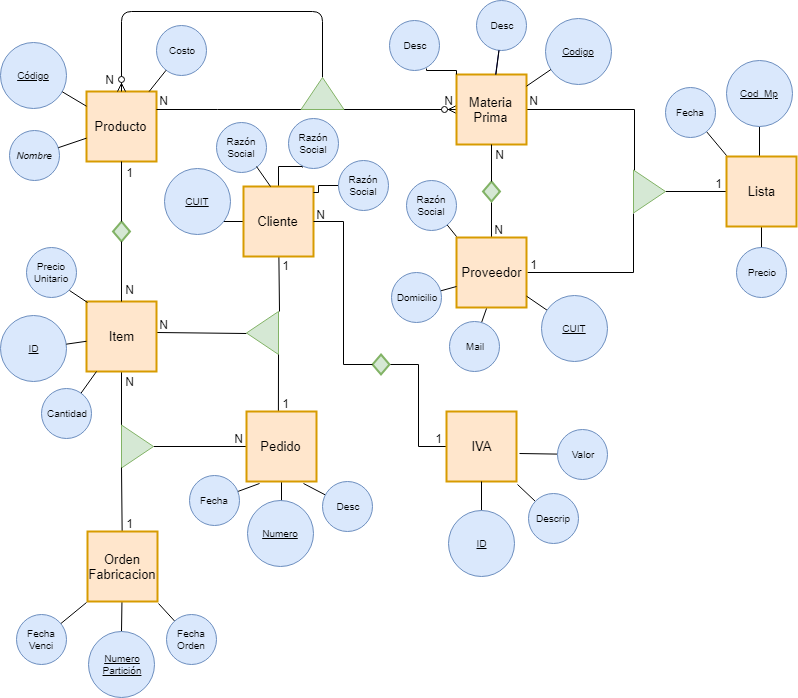 Desc
Desc
Codigo
Costo
Código
N
N
N
N
Producto
Materia
Prima
Cod_Mp
Fecha
Nombre
1
Razón
Social
Razón
Social
Razón
Social
N
CUIT
Cliente
N
1
Lista
Razón
Social
N
1
1
Proveedor
Precio
Precio
Unitario
N
Domicilio
CUIT
Mail
N
Item
ID
N
Cantidad
1
N
1
Pedido
IVA
Valor
Fecha
Desc
Numero
Descrip
ID
1
Orden
Fabricacion
Fecha
Venci
Fecha
Orden
Numero
Partición